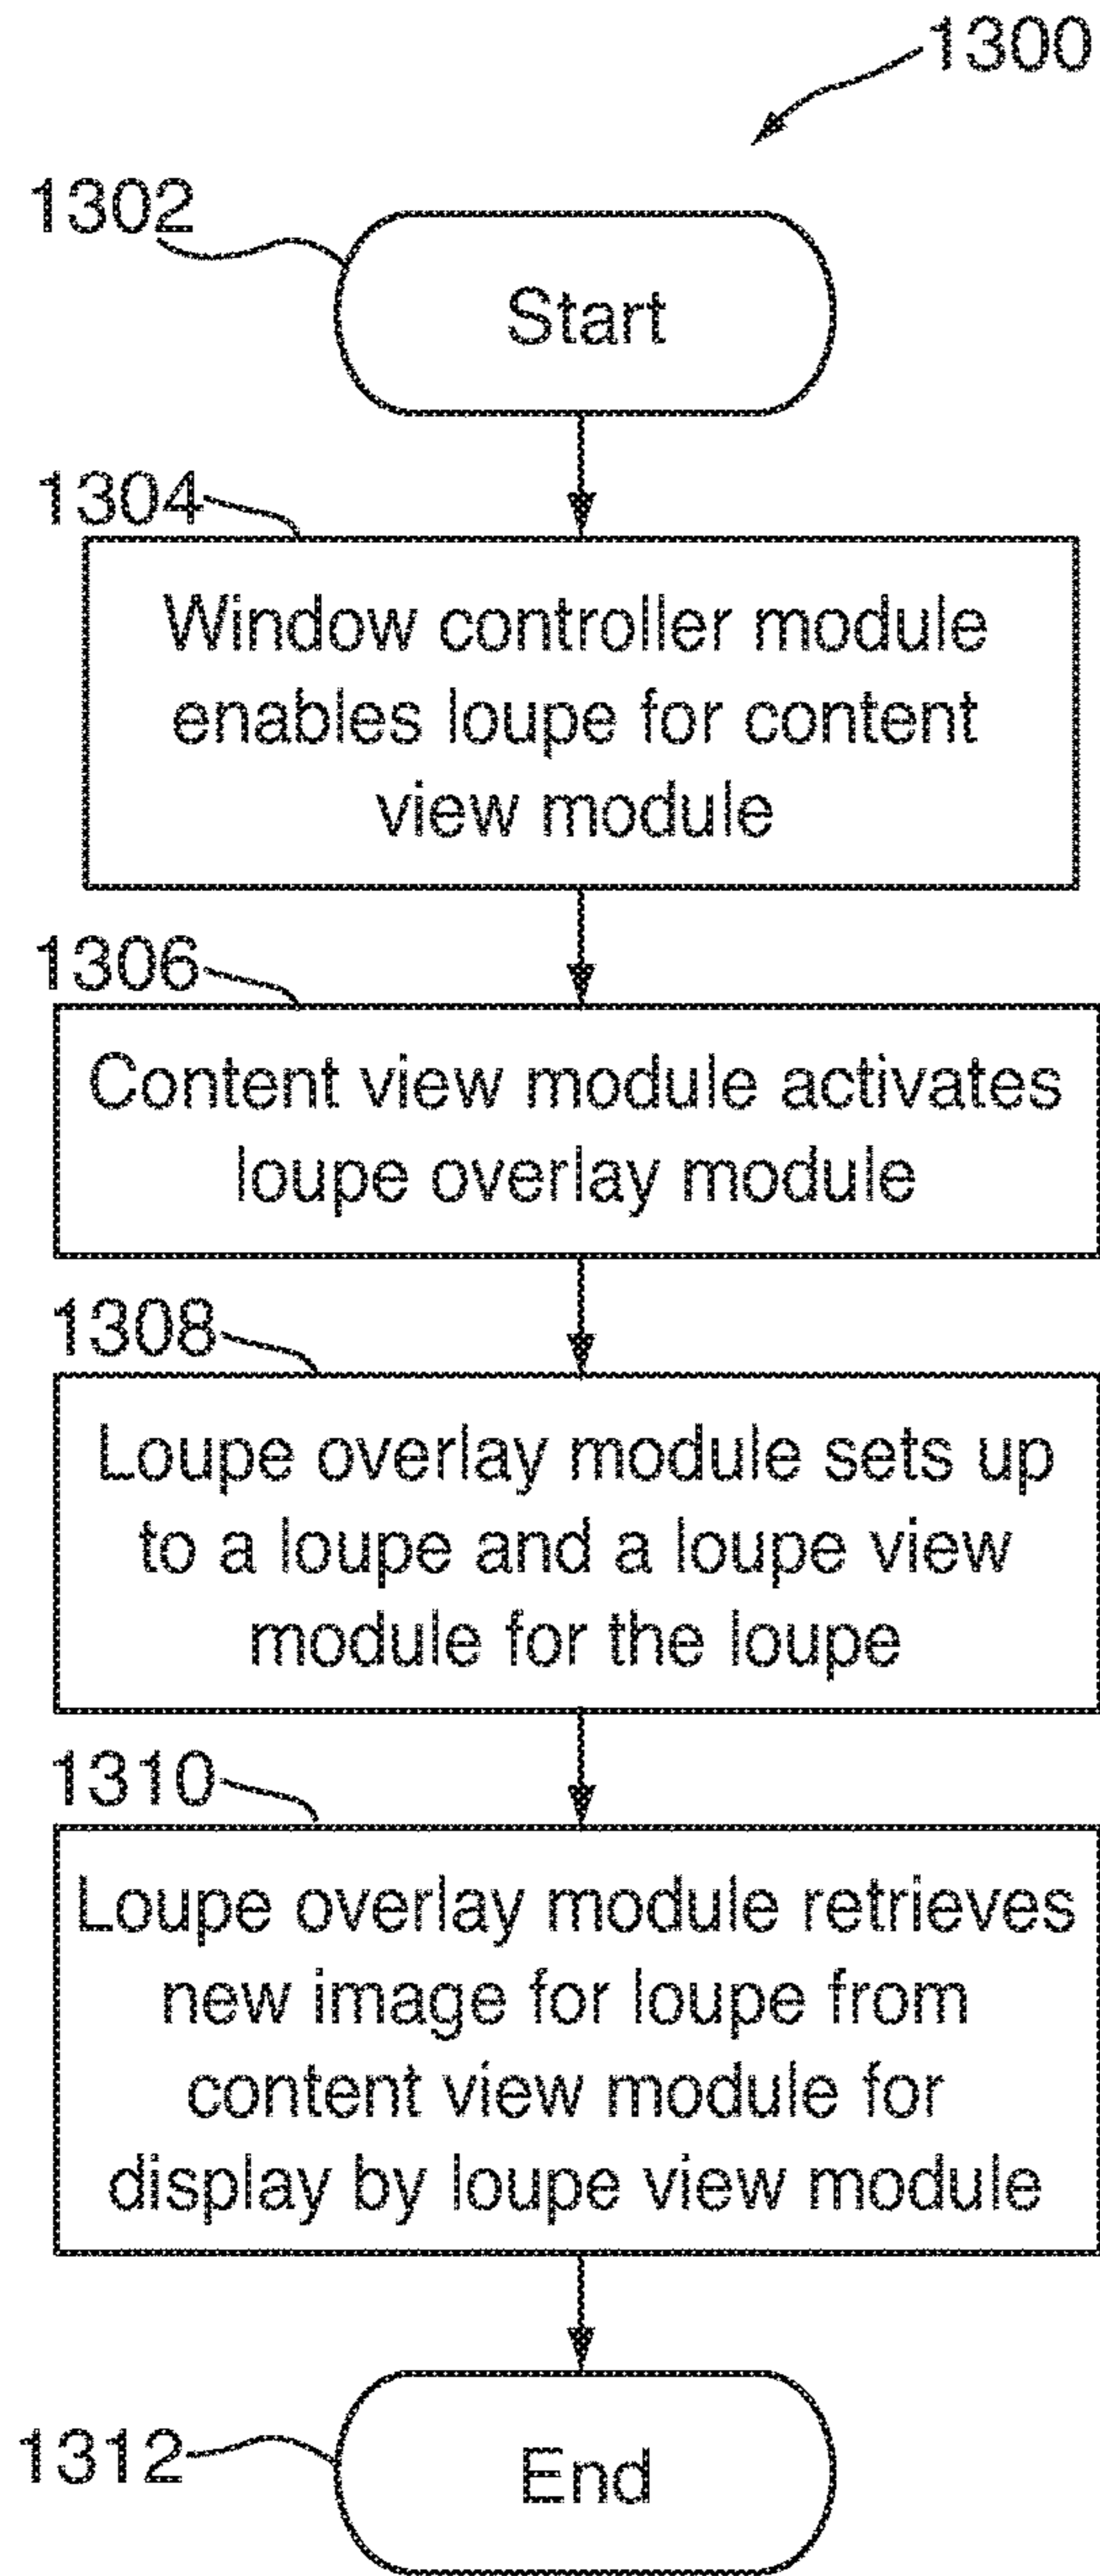 1300
1302
Start
1304
Window controller module
enables loupe for content
view module
1306
Content view module activates
loupe overlay module
1308
Loupe overlay module sets up
to a loupe and a loupe view
module for the loupe
1310
Loupe overlay module retrieves
new image for loupe from
content view module for
display by loupe view module
1312
End